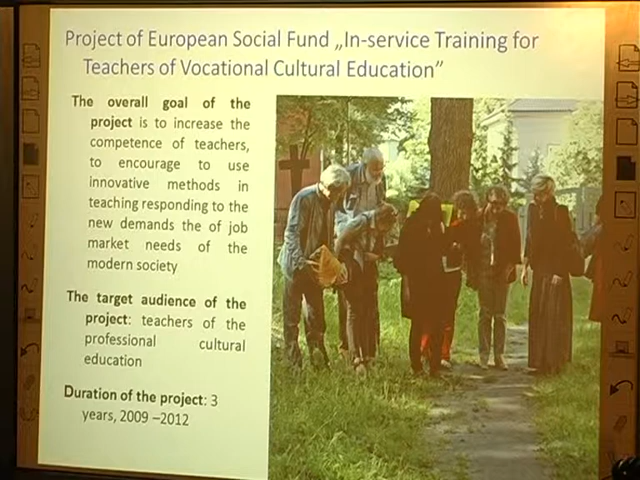 Project of European Social Fund „In-service Training for
Teachers of Vocational Cultural Education”
The overall goal of the
project is to increase the
competence of teachers,
to encourage to use
innovative methods in
teaching responding to the
new demands the of job
market needs of the
modern society
The target audience of the
project: teachers of the
professional cultural
education
Duration of the project: 3
years, 2009 –2012